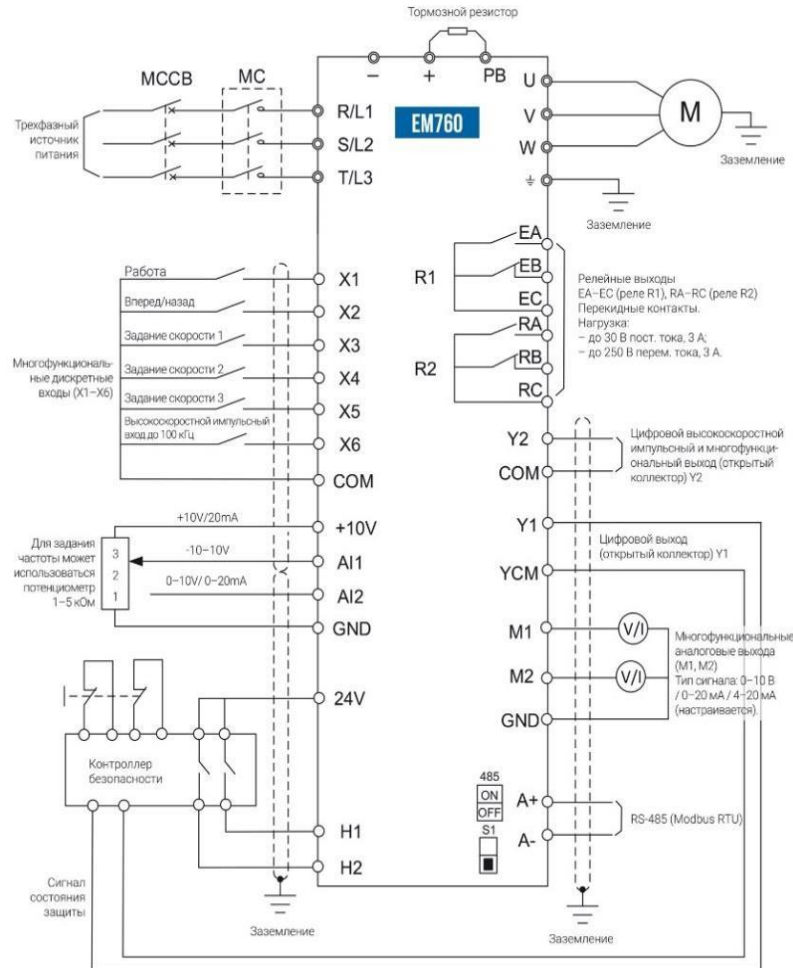 Тормозной резистор
−
+
PB
MCCB
MC
EM760
R/L1
S/L2
T/L3
Трехфазный
источник
питания
U
V
W
M
Заземление
Заземление
Работа
Вперед/назад
Задание скорости 1
Задание скорости 2
Задание скорости 3
Высокоскоростной импульсный
вход до 100 кГц
Многофункциональ-
ные дискретные
входы (X1–X6)
X1
X2
X3
X4
X5
X6
COM
R1
EA
EB
EC
R2
RA
RB
RC
Релейные выходы
EA–EC (реле R1), RA–RC (реле R2)
Перекидные контакты.
Нагрузка:
– до 30 В пост. тока, 3 А;
– до 250 В перем. тока, 3 А.
Y2
COM
Цифровой высокоскоростной
импульсный и многофункци-
ональный выход (открытый
коллектор) Y2
+10V/20mA
-10–10V
0–10V/ 0–20mA
Для задания
частоты может
использоваться
потенциометр
1–5 кОм
3
2
1
+10V
AI1
AI2
GND
Y1
YCM
Цифровой выход
(открытый коллектор) Y1
M1
M2
GND
V/I
V/I
Многофункциональные
аналоговые выхода
(M1, M2)
Тип сигнала: 0–10 В
/ 0–20 мА / 4–20 мА
(настраивается).
24V
Контроллер
безопасности
H1
H2
485
ON
OFF
S1
A+
A-
RS-485 (Modbus RTU)
Сигнал
состояния
защиты
Заземление
Заземление